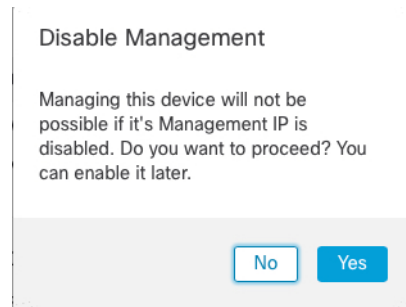 Disable Management
Managing this device will not be
possible if it's Management IP is
disabled. Do you want to proceed? You
can enable it later.
No Yes